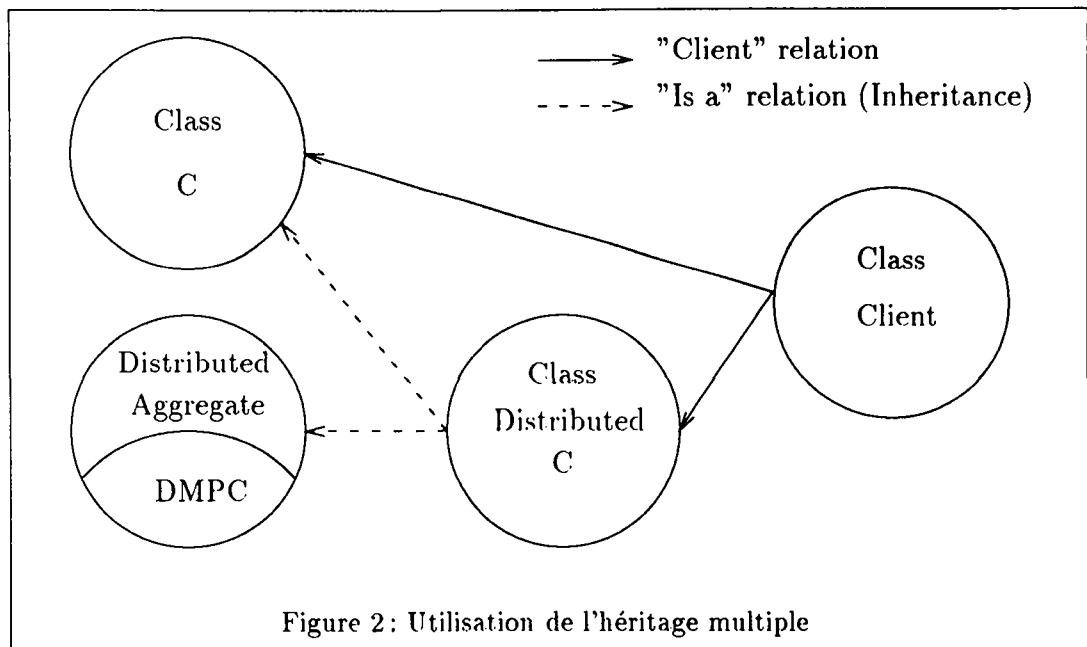 "Client" relation
"Is a" relation (Inheritance)
Class
C
Class
Client
Distributed
Aggregate
DMPC
Class
Distributed
C
Figure 2: Utilisation de l'héritage multiple